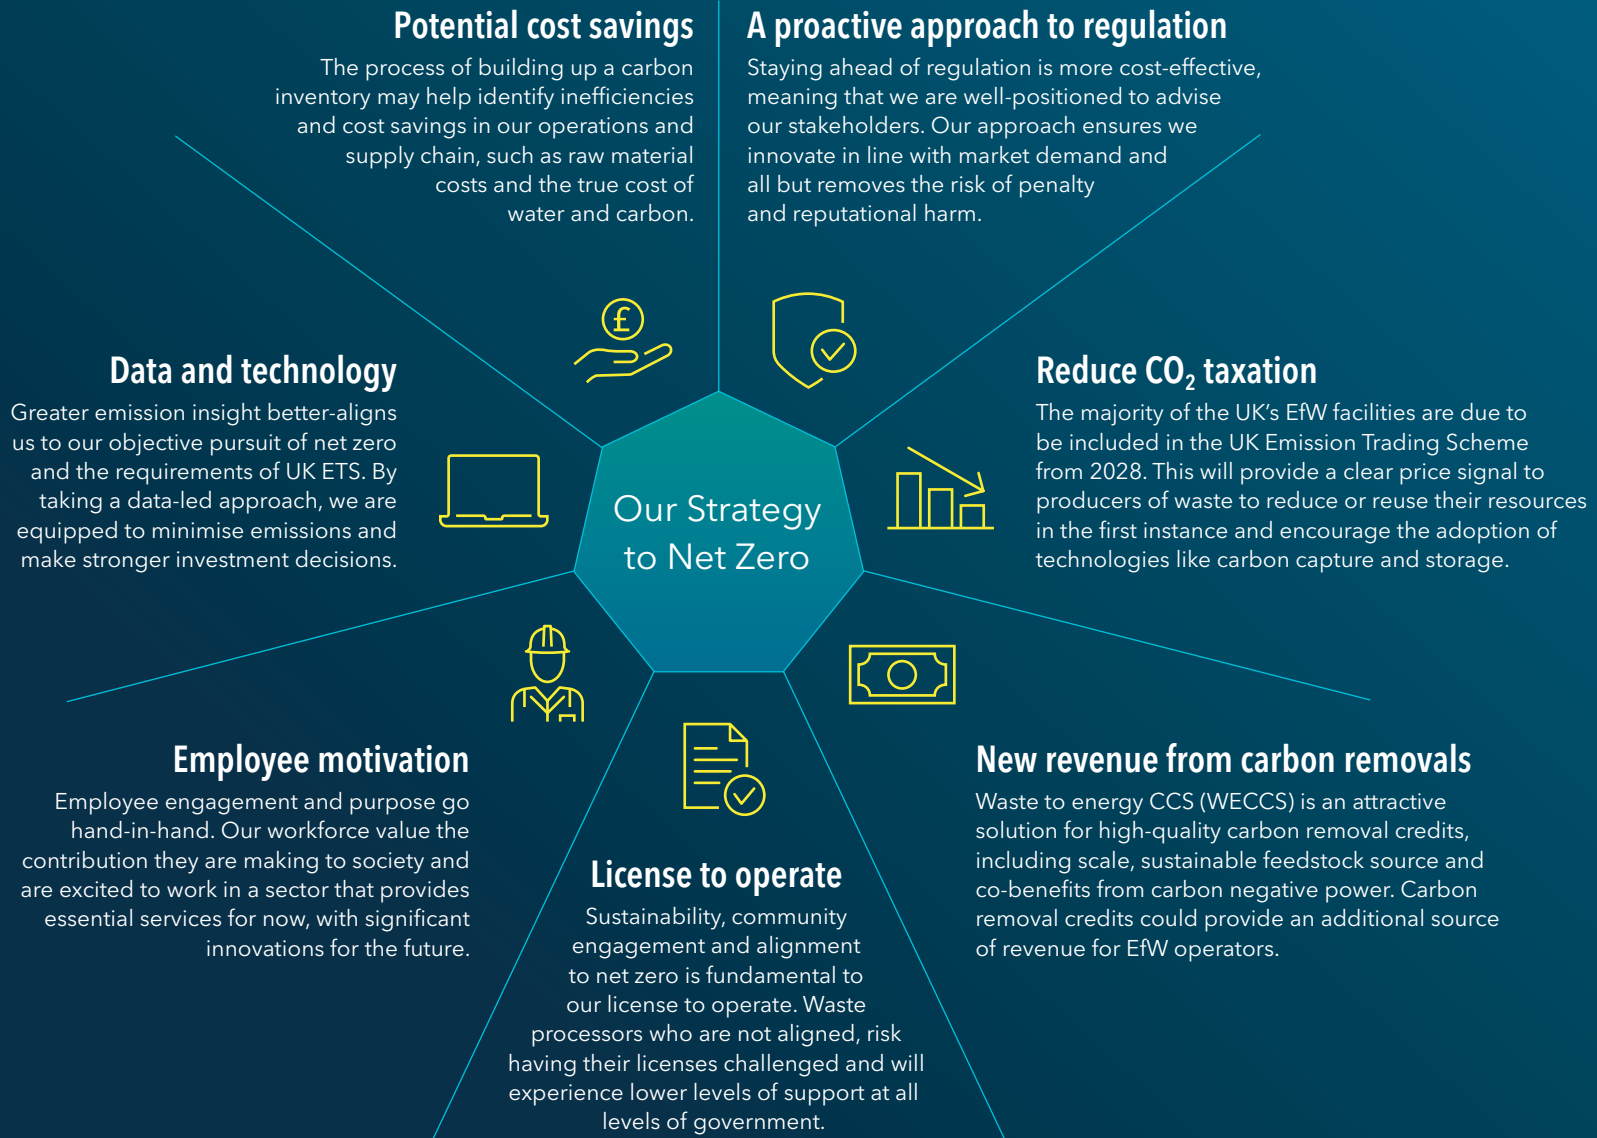 Potential cost savings
The process of building up a carbon
inventory may help identify inefficiencies
and cost savings in our operations and
supply chain, such as raw material
costs and the true cost of
water and carbon.
A proactive approach to regulation
Staying ahead of regulation is more cost-effective,
meaning that we are well-positioned to advise
our stakeholders. Our approach ensures we
innovate in line with market demand and
all but removes the risk of penalty
and reputational harm.
£
Data and technology
Greater emission insight better-aligns
us to our objective pursuit of net zero
and the requirements of UK ETS. By
taking a data-led approach, we are
equipped to minimise emissions and
make stronger investment decisions.
Our Strategy
to Net Zero
Reduce CO₂ taxation
The majority of the UK's EfW facilities are due to
be included in the UK Emission Trading Scheme
from 2028. This will provide a clear price signal to
producers of waste to reduce or reuse their resources
in the first instance and encourage the adoption of
technologies like carbon capture and storage.
Employee motivation
Employee engagement and purpose go
hand-in-hand. Our workforce value the
contribution they are making to society and
are excited to work in a sector that provides
essential services for now, with significant
innovations for the future.
License to operate
Sustainability, community
engagement and alignment
to net zero is fundamental to
our license to operate. Waste
processors who are not aligned, risk
having their licenses challenged and will
experience lower levels of support at all
levels of government.
New revenue from carbon removals
Waste to energy CCS (WECCS) is an attractive
solution for high-quality carbon removal credits,
including scale, sustainable feedstock source and
co-benefits from carbon negative power. Carbon
removal credits could provide an additional source
of revenue for EfW operators.